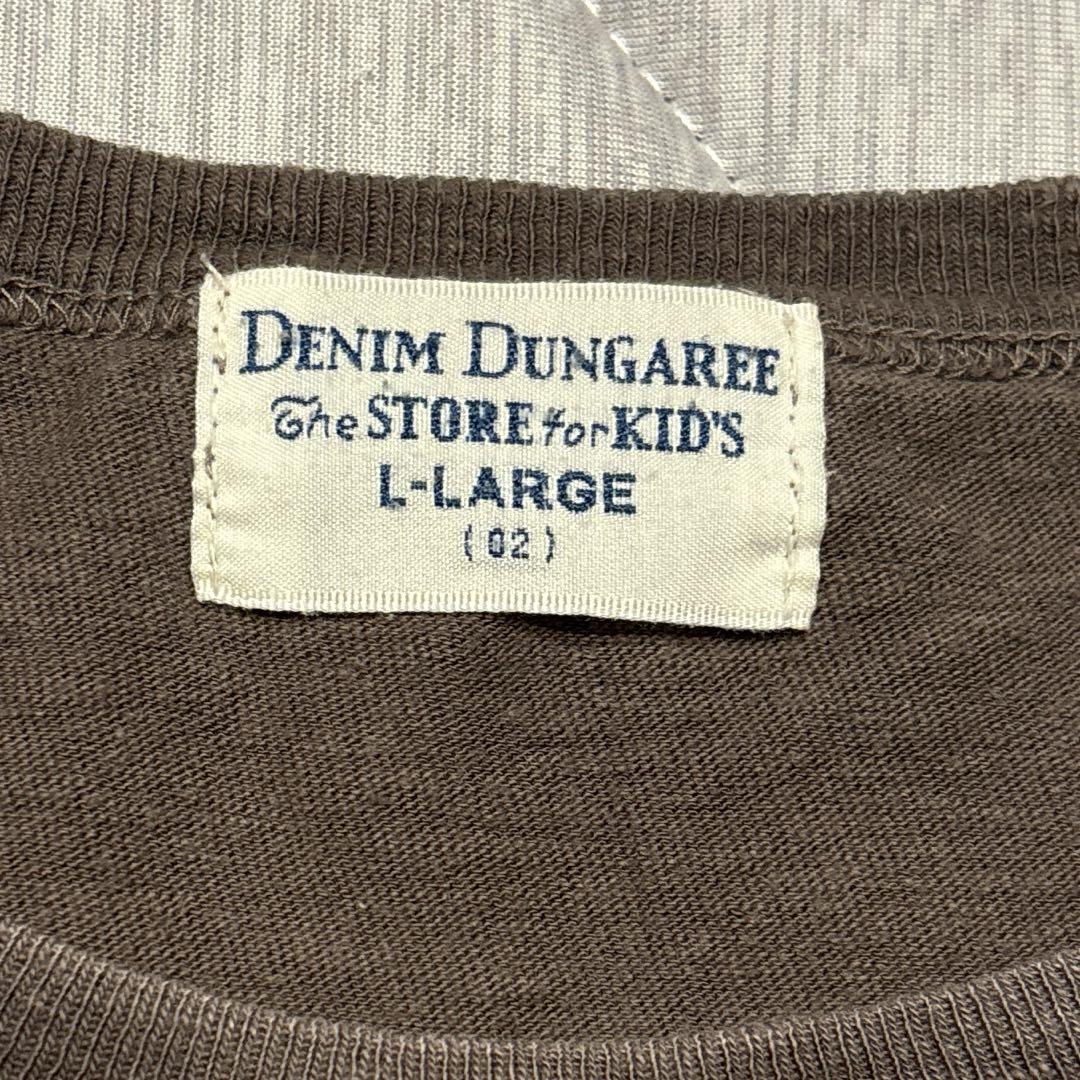 DENIM DUNGAREE
The STORE for KID'S
L-LARGE
(02)